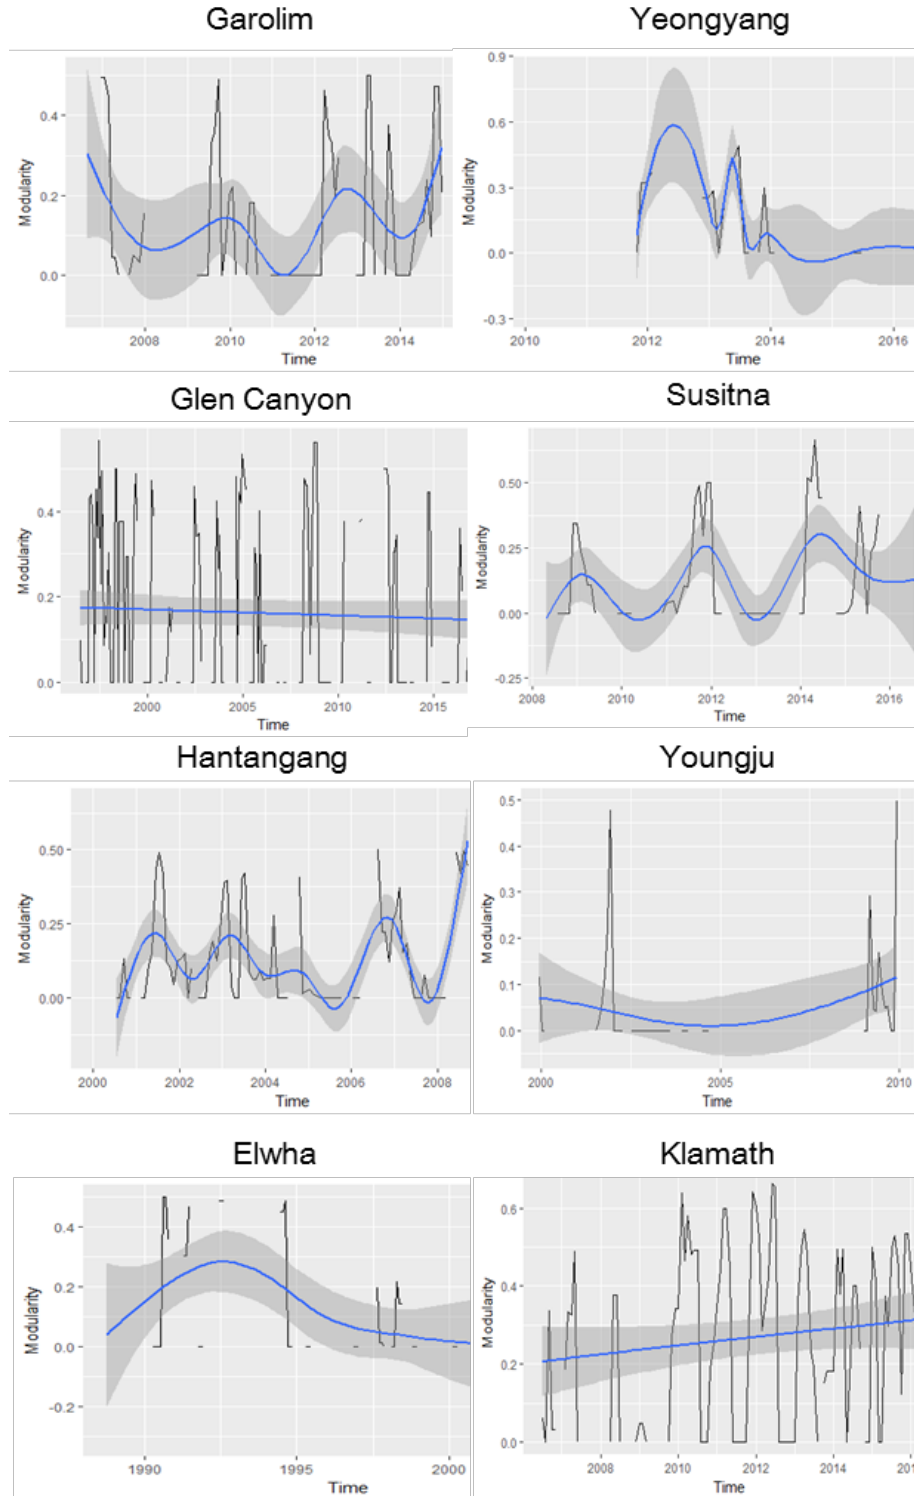 Garolim
Yeongyang
Modularity
0.4
0.2
0.0
2008
2010
2012
2014
Time
Modularity
0.9
0.6
0.3
0.0
-0.3
2010
2012
2014
2016
Time
Glen Canyon
Susitna
Modularity
0.4
0.2
0.0
2000
2005
2010
2015
Time
Modularity
0.50
0.25
0.00
-0.25
2008
2010
2012
2014
2016
Time
Hantangang
Youngju
Modularity
0.50
0.25
0.00
2000
2002
2004
2006
2008
Time
Modularity
0.5
0.4
0.3
0.2
0.1
0.0
2000
2005
2010
Time
Elwha
Klamath
Modularity
0.4
0.2
0.0
-0.2
1990
1995
2000
Time
Modularity
0.6
0.4
0.2
0.0
2008
2010
2012
2014
Time